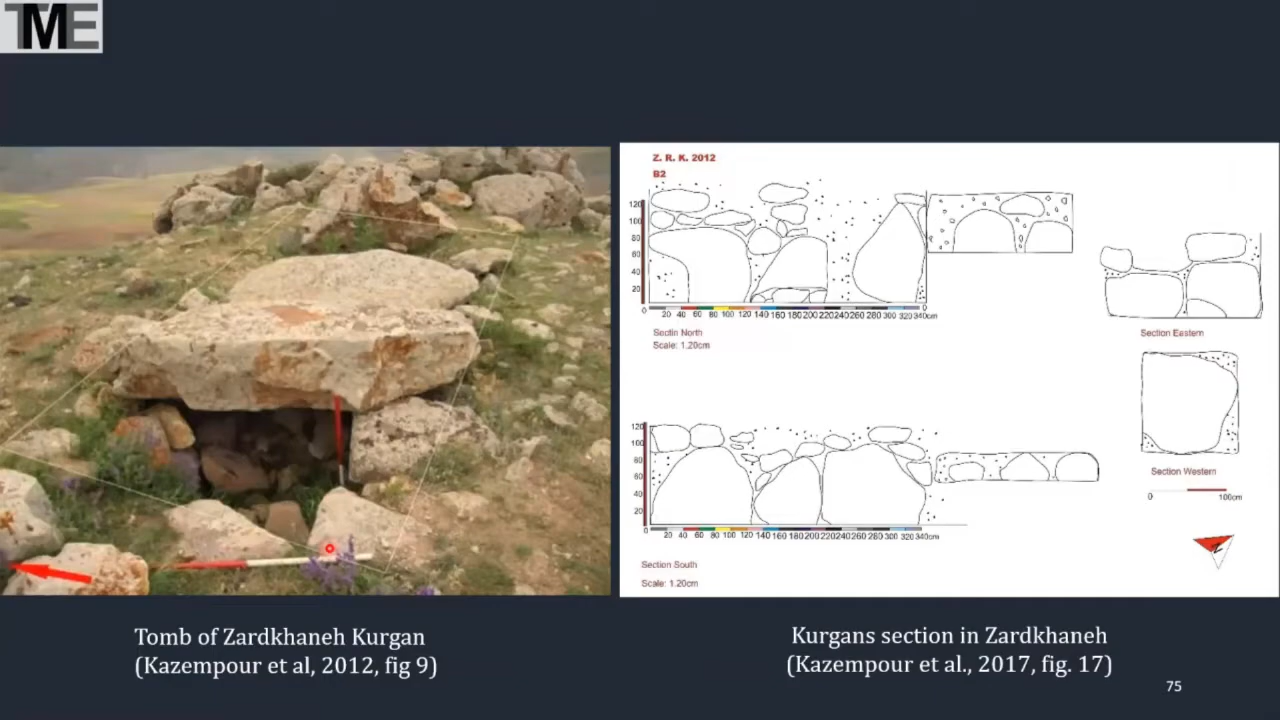 TME
Z. R. K. 2012
B2
120
100
80
60
40
20
0
20 40 60 80 100 120 140 160 180 200 220 240 260 280 300 320 340cm
Sectin North
Scale: 1.20cm
Section Eastern
Section Western
0 100cm
120
100
80
60
40
20
0
20 40 60 80 100 120 140 160 180 200 220 240 260 280 300 320 340cm
Section South
Scale: 1.20cm
Tomb of Zardkhaneh Kurgan
(Kazempour et al, 2012, fig 9)
Kurgans section in Zardkhaneh
(Kazempour et al., 2017, fig. 17)
75